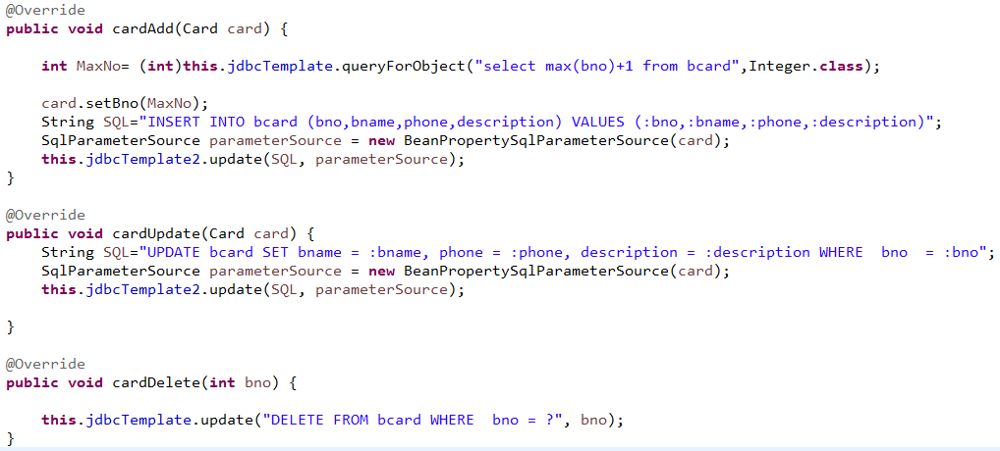 @Override
public void cardAdd(Card card) {
int MaxNo= (int)this.jdbcTemplate.queryForObject("select max(bno)+1 from bcard",Integer.class);
card.setBno(MaxNo);
String SQL="INSERT INTO bcard (bno,bname,phone,description) VALUES (:bno,:bname,:phone,:description)";
SqlParameterSource parameterSource = new BeanPropertySqlParameterSource(card);
this.jdbcTemplate2.update(SQL, parameterSource);
}
@Override
public void cardUpdate(Card card) {
String SQL="UPDATE bcard SET bname = :bname, phone = :phone, description = :description WHERE  bno  = :bno";
SqlParameterSource parameterSource = new BeanPropertySqlParameterSource(card);
this.jdbcTemplate2.update(SQL, parameterSource);
}
@Override
public void cardDelete(int bno) {
this.jdbcTemplate.update("DELETE FROM bcard WHERE  bno = ?", bno);
}